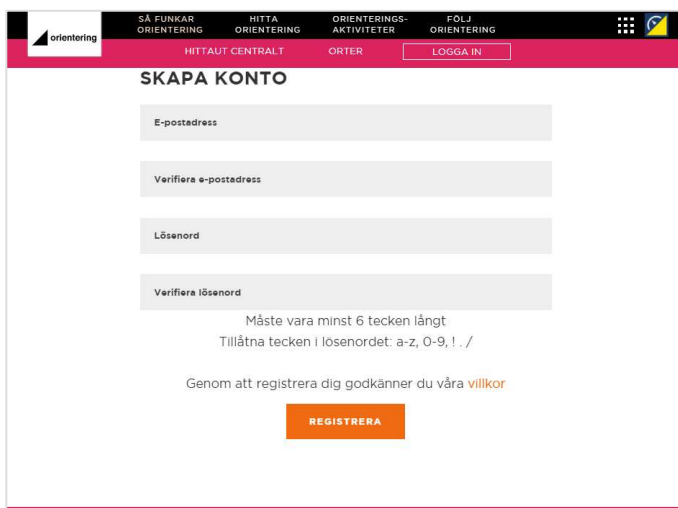 orientering
SÅ FUNKAR
ORIENTERING
HITTA
ORIENTERING
ORIENTERINGS-
AKTIVITETER
FÖLJ
ORIENTERING
HITTAUT CENTRALT
ORTER
LOGGA IN
SKAPA KONTO
E-postadress
Verifiera e-postadress
Lösenord
Verifiera lösenord
Måste vara minst 6 tecken långt
Tillåtna tecken i lösenordet: a-z, 0-9, ! . /
Genom att registrera dig godkänner du våra villkor
REGISTRERA